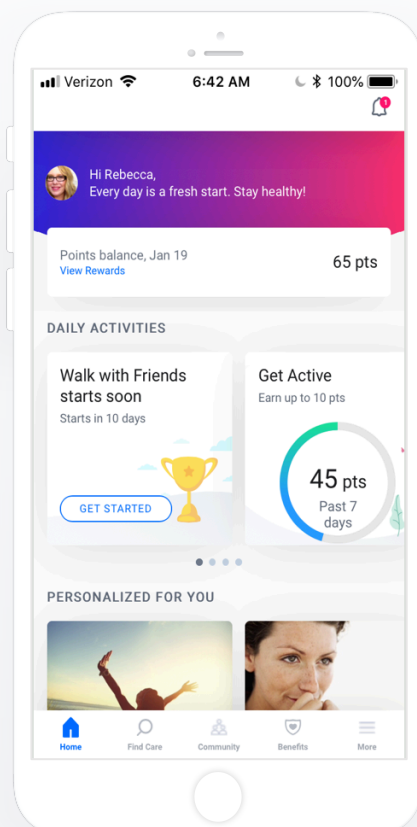 Verizon 6:42 AM 100%
1
Hi Rebecca,
Every day is a fresh start. Stay healthy!
Points balance, Jan 19
View Rewards
65 pts
DAILY ACTIVITIES
Walk with Friends
starts soon
Starts in 10 days
GET STARTED
Get Active
Earn up to 10 pts
45 pts
Past 7
days
PERSONALIZED FOR YOU
Home Find Care Community Benefits More